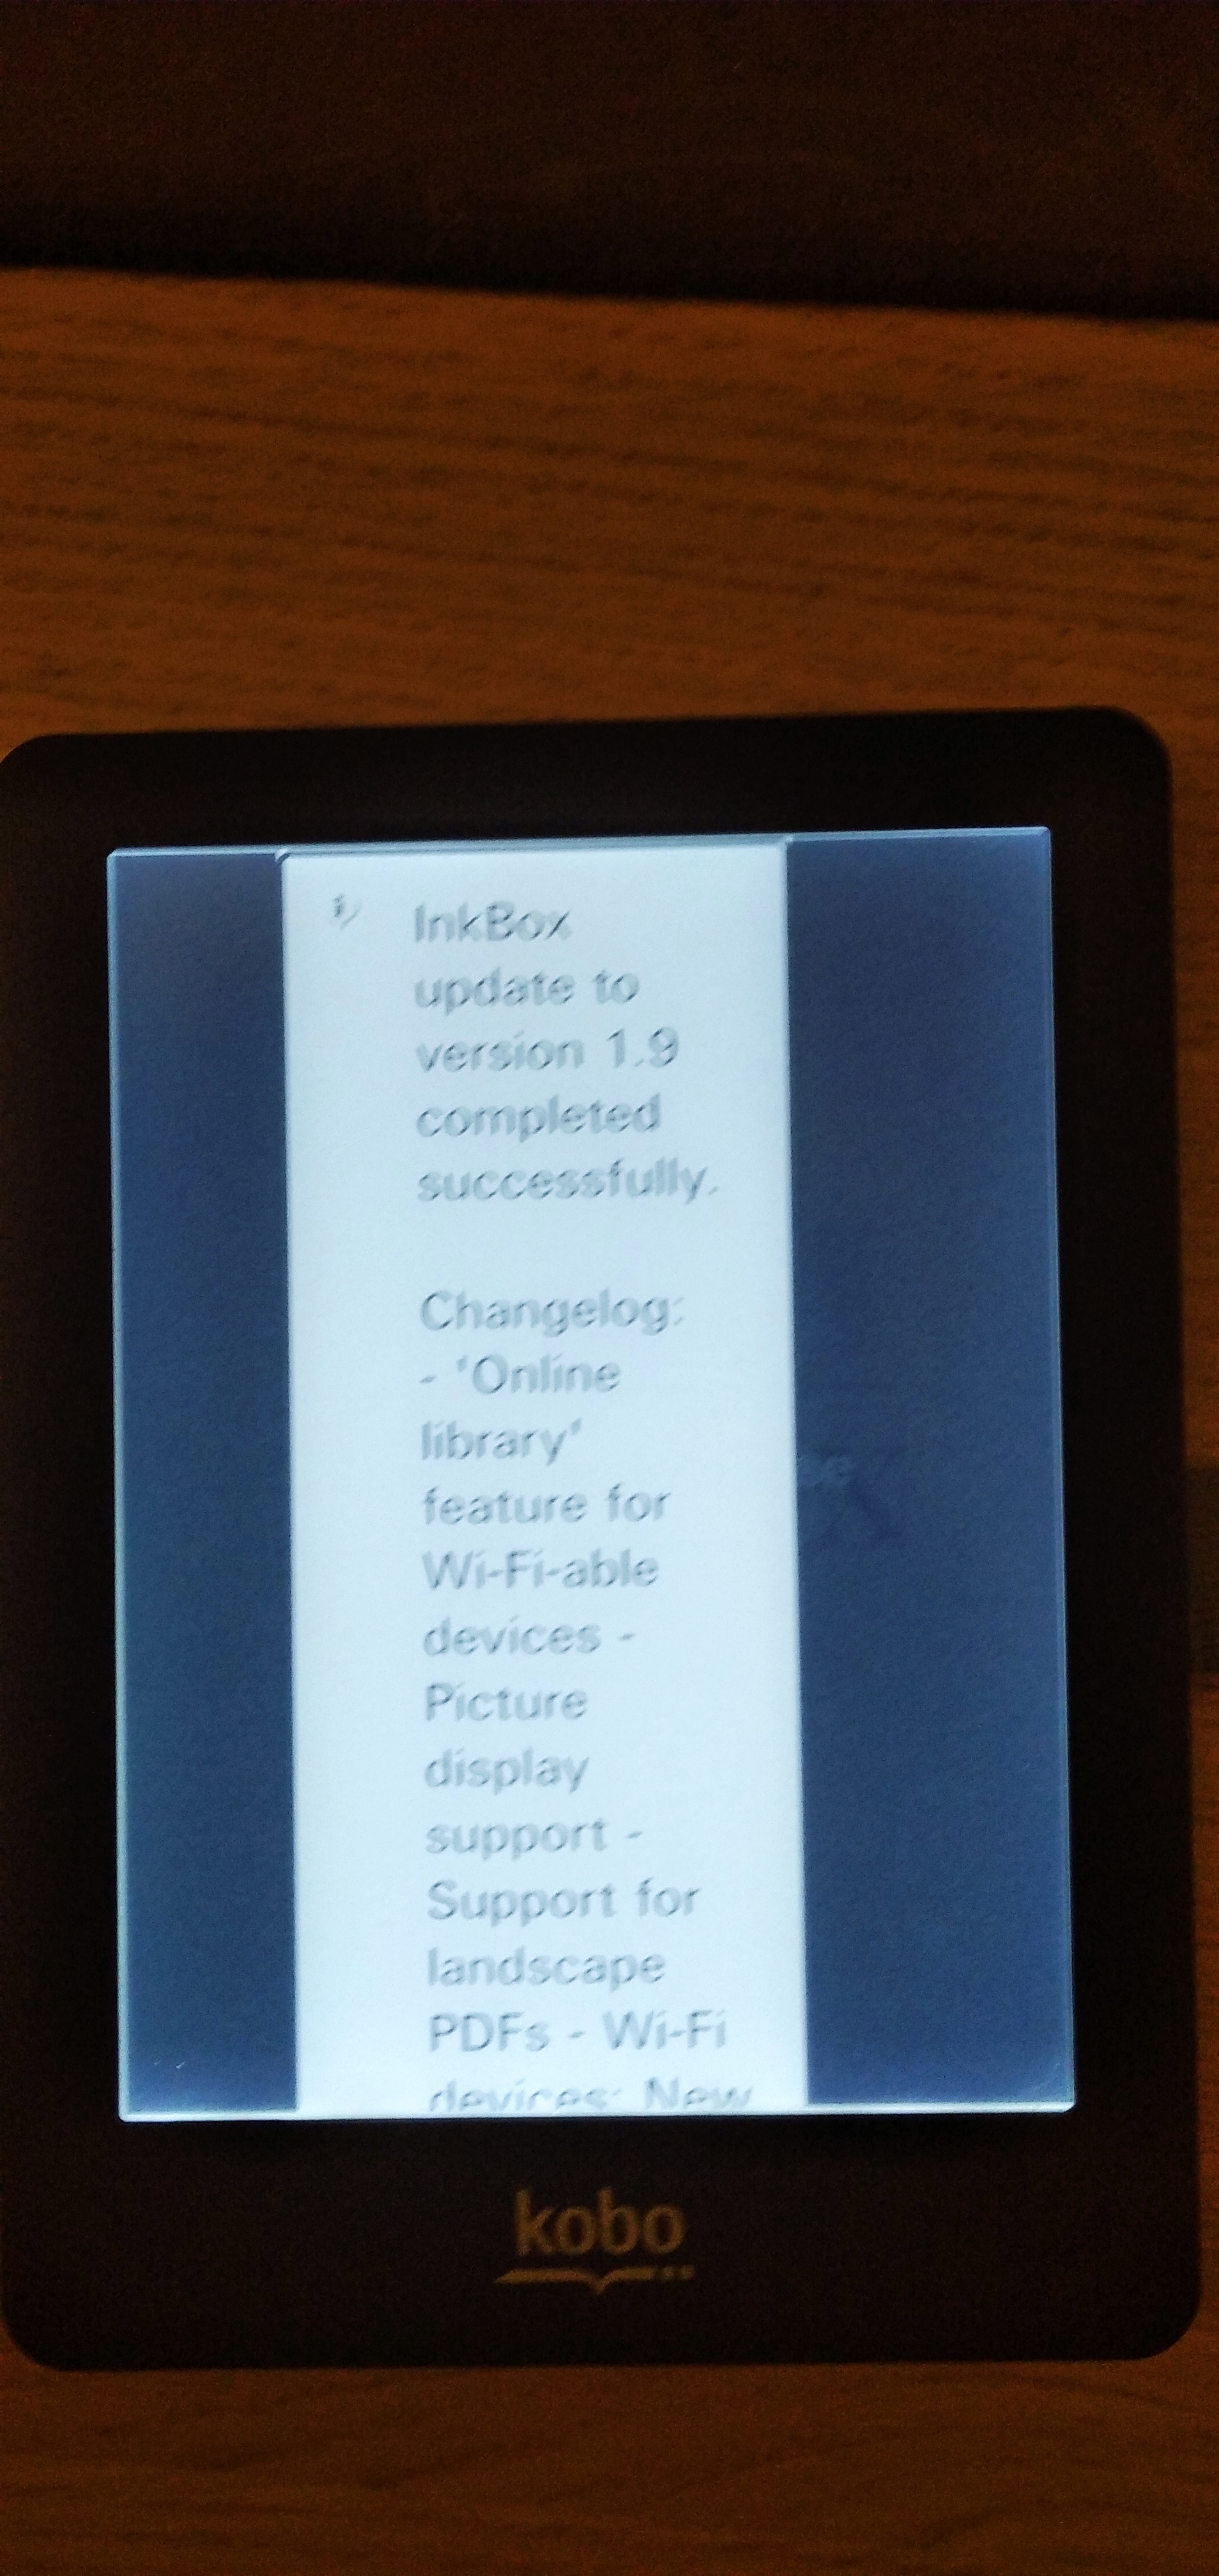 InkBox
update to
version 1.9
completed
successfully.
Changelog:
- 'Online
library'
feature for
Wi-Fi-able
devices -
Picture
display
support -
Support for
landscape
PDFs - Wi-Fi
devices: New
kobo